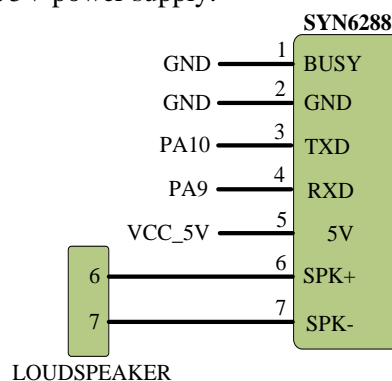 5V power supply.
SYN6288
GND 1 BUSY
GND 2 GND
PA10 3 TXD
PA9 4 RXD
VCC_5V 5 5V
6 6 SPK+
7 7 SPK-
LOUDSPEAKER